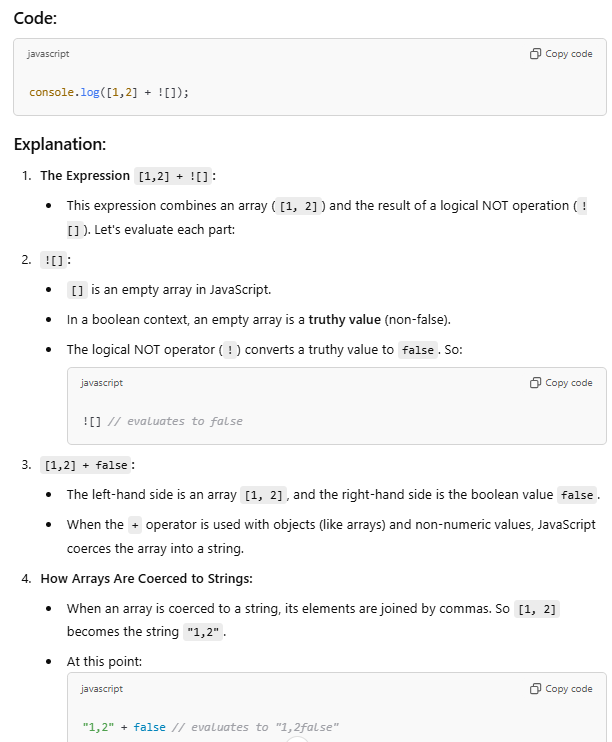 Code:
javascript Copy code
console.log([1,2] + ![]);
Explanation:
1. The Expression [1,2] + ![]:
• This expression combines an array ( [1, 2] ) and the result of a logical NOT operation ( !
[] ). Let's evaluate each part:
2. ![]:
• [] is an empty array in JavaScript.
• In a boolean context, an empty array is a truthy value (non-false).
• The logical NOT operator ( ! ) converts a truthy value to false . So:
javascript Copy code
![] // evaluates to false
3. [1,2] + false:
• The left-hand side is an array [1, 2] , and the right-hand side is the boolean value false .
• When the + operator is used with objects (like arrays) and non-numeric values, JavaScript
coerces the array into a string.
4. How Arrays Are Coerced to Strings:
• When an array is coerced to a string, its elements are joined by commas. So [1, 2]
becomes the string "1,2" .
• At this point:
javascript Copy code
"1,2" + false // evaluates to "1,2false"